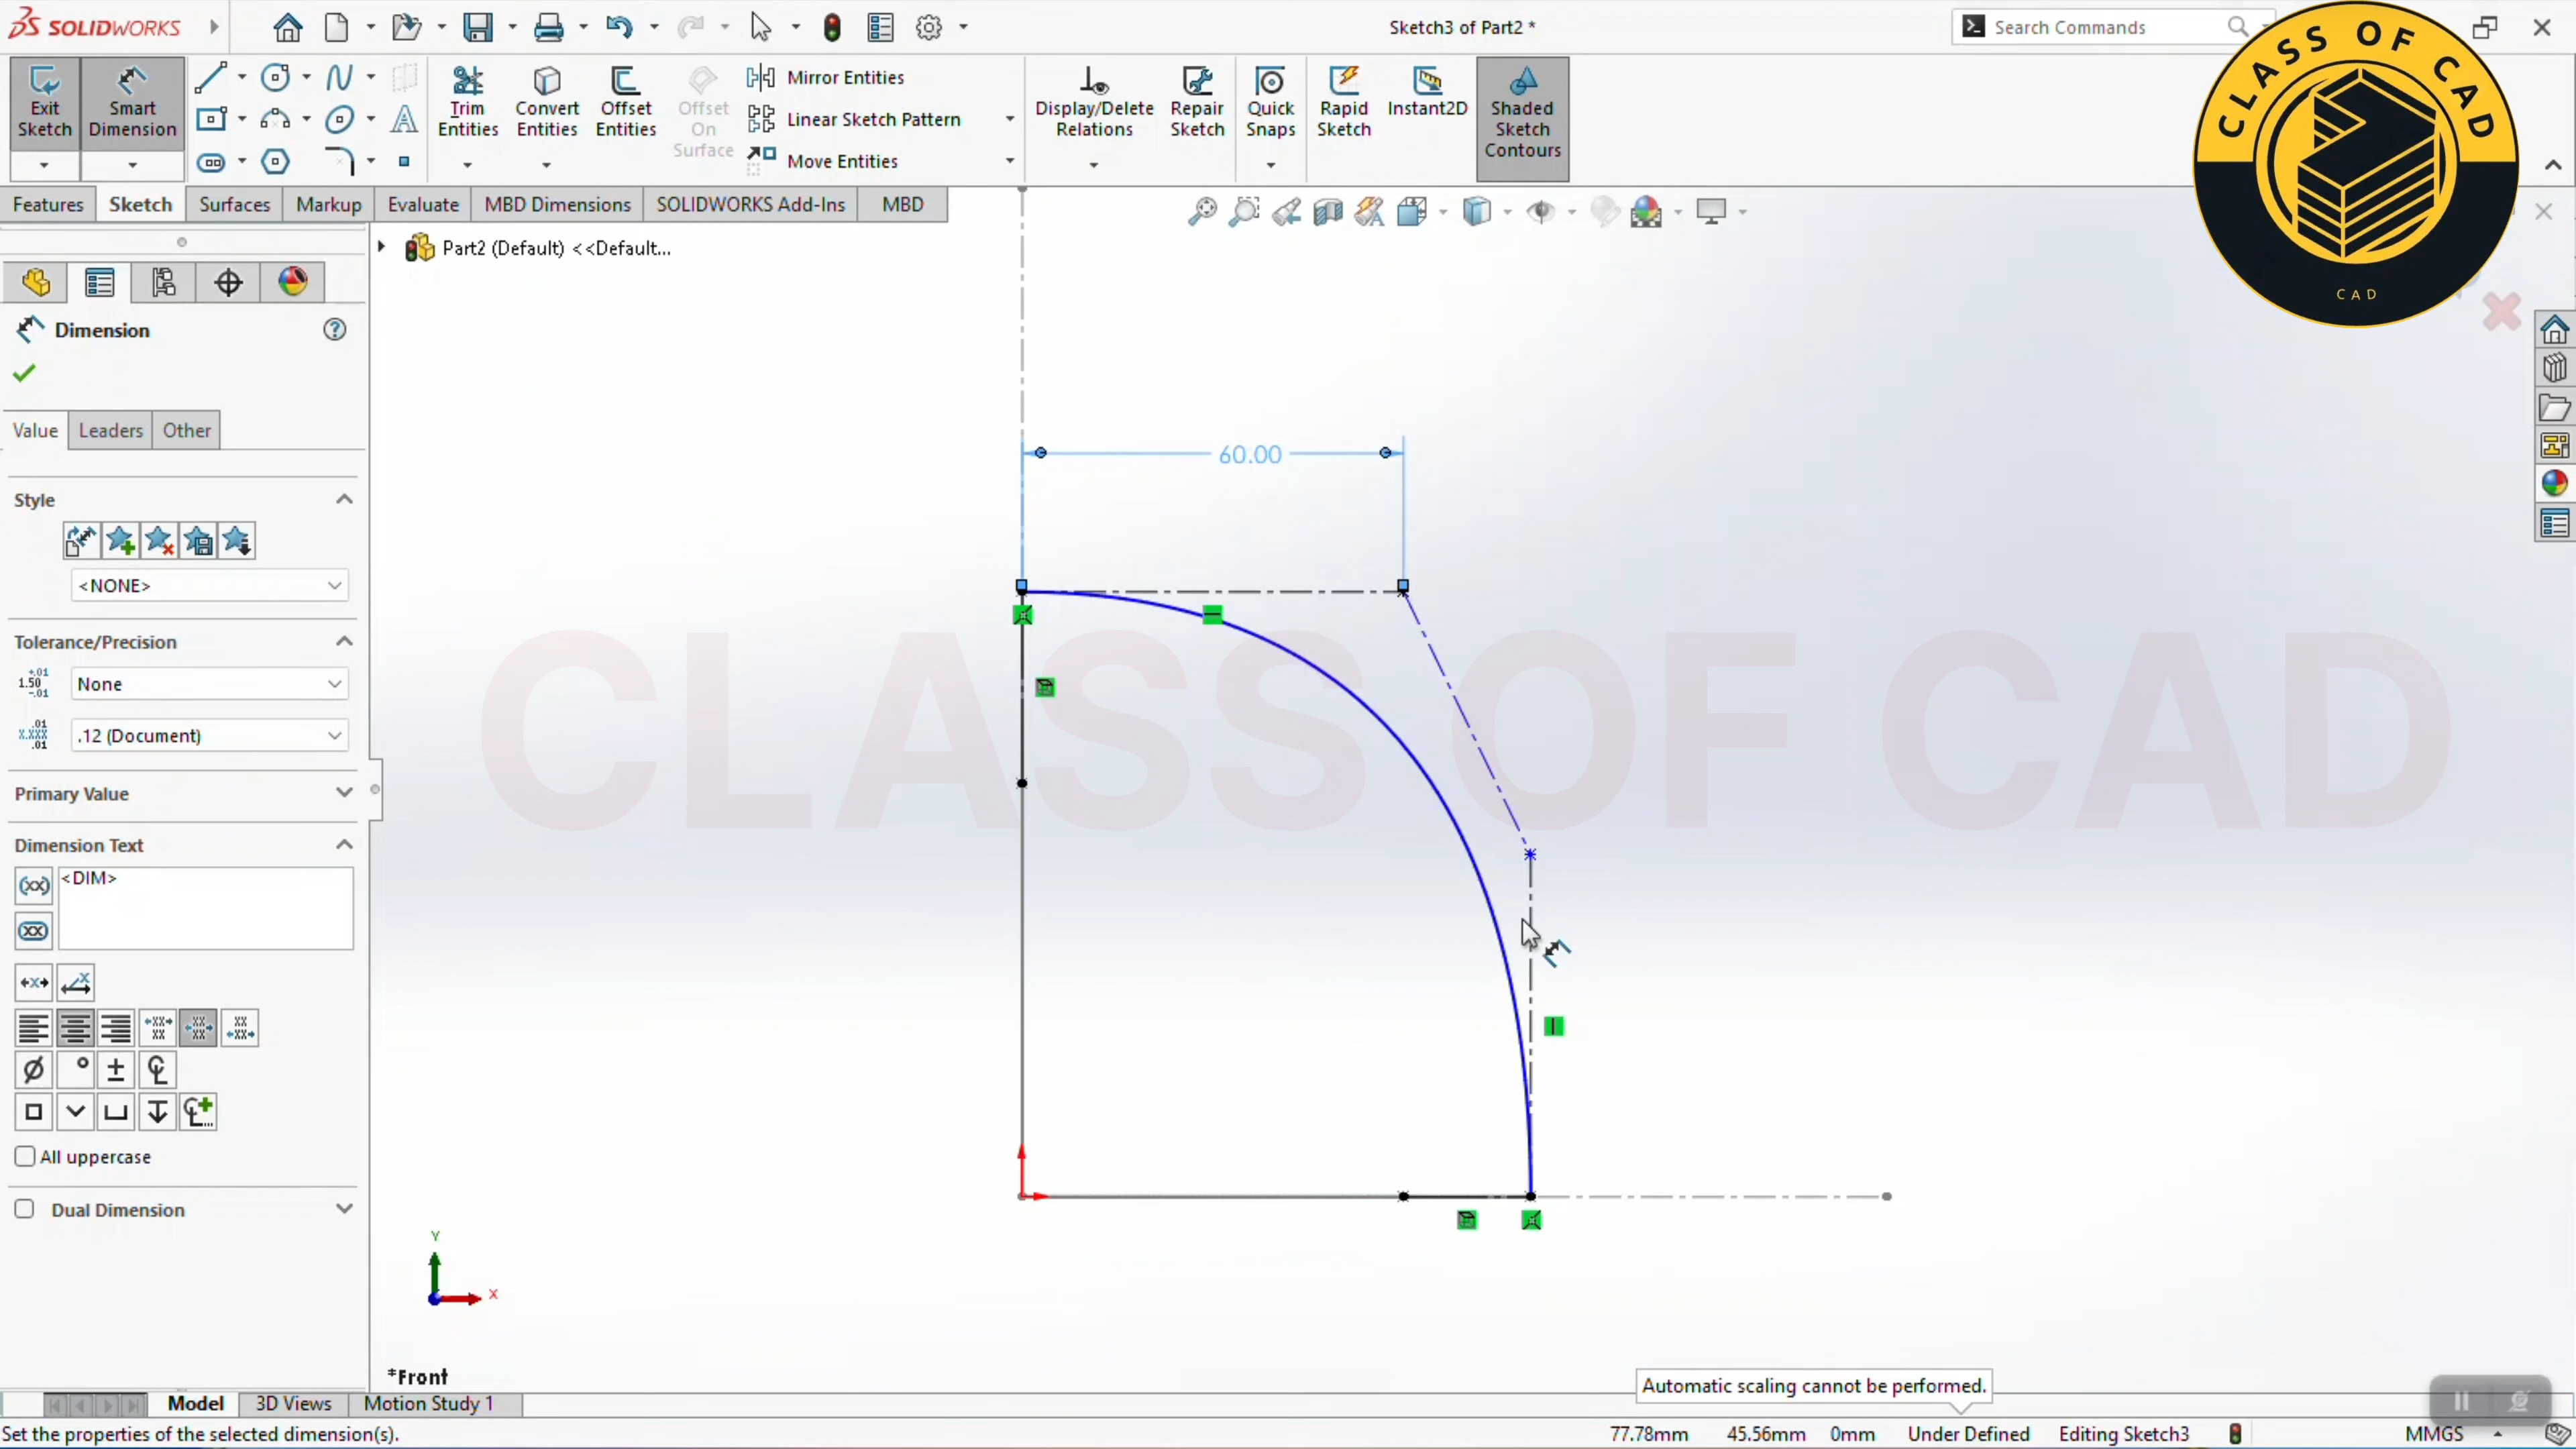 SOLIDWORKS
Sketch3 of Part2 *
Search Commands
Exit Sketch
Smart Dimension
Trim Entities
Convert Entities
Offset Entities
Offset On Surface
Mirror Entities
Linear Sketch Pattern
Move Entities
Display/Delete Relations
Repair Sketch
Quick Snaps
Rapid Sketch
Instant2D
Shaded Sketch Contours
CLASS OF CAD
CAD
Features Sketch Surfaces Markup Evaluate MBD Dimensions SOLIDWORKS Add-Ins MBD
Part2 (Default) <<Default...
Dimension
Value Leaders Other
Style
<NONE>
Tolerance/Precision
None
.12 (Document)
Primary Value
Dimension Text
<DIM>
All uppercase
Dual Dimension
60.00
CLASS OF CAD
Y
X
*Front
Automatic scaling cannot be performed.
Model 3D Views Motion Study 1
Set the properties of the selected dimension(s).
77.78mm 45.56mm 0mm Under Defined Editing Sketch3 MMGS